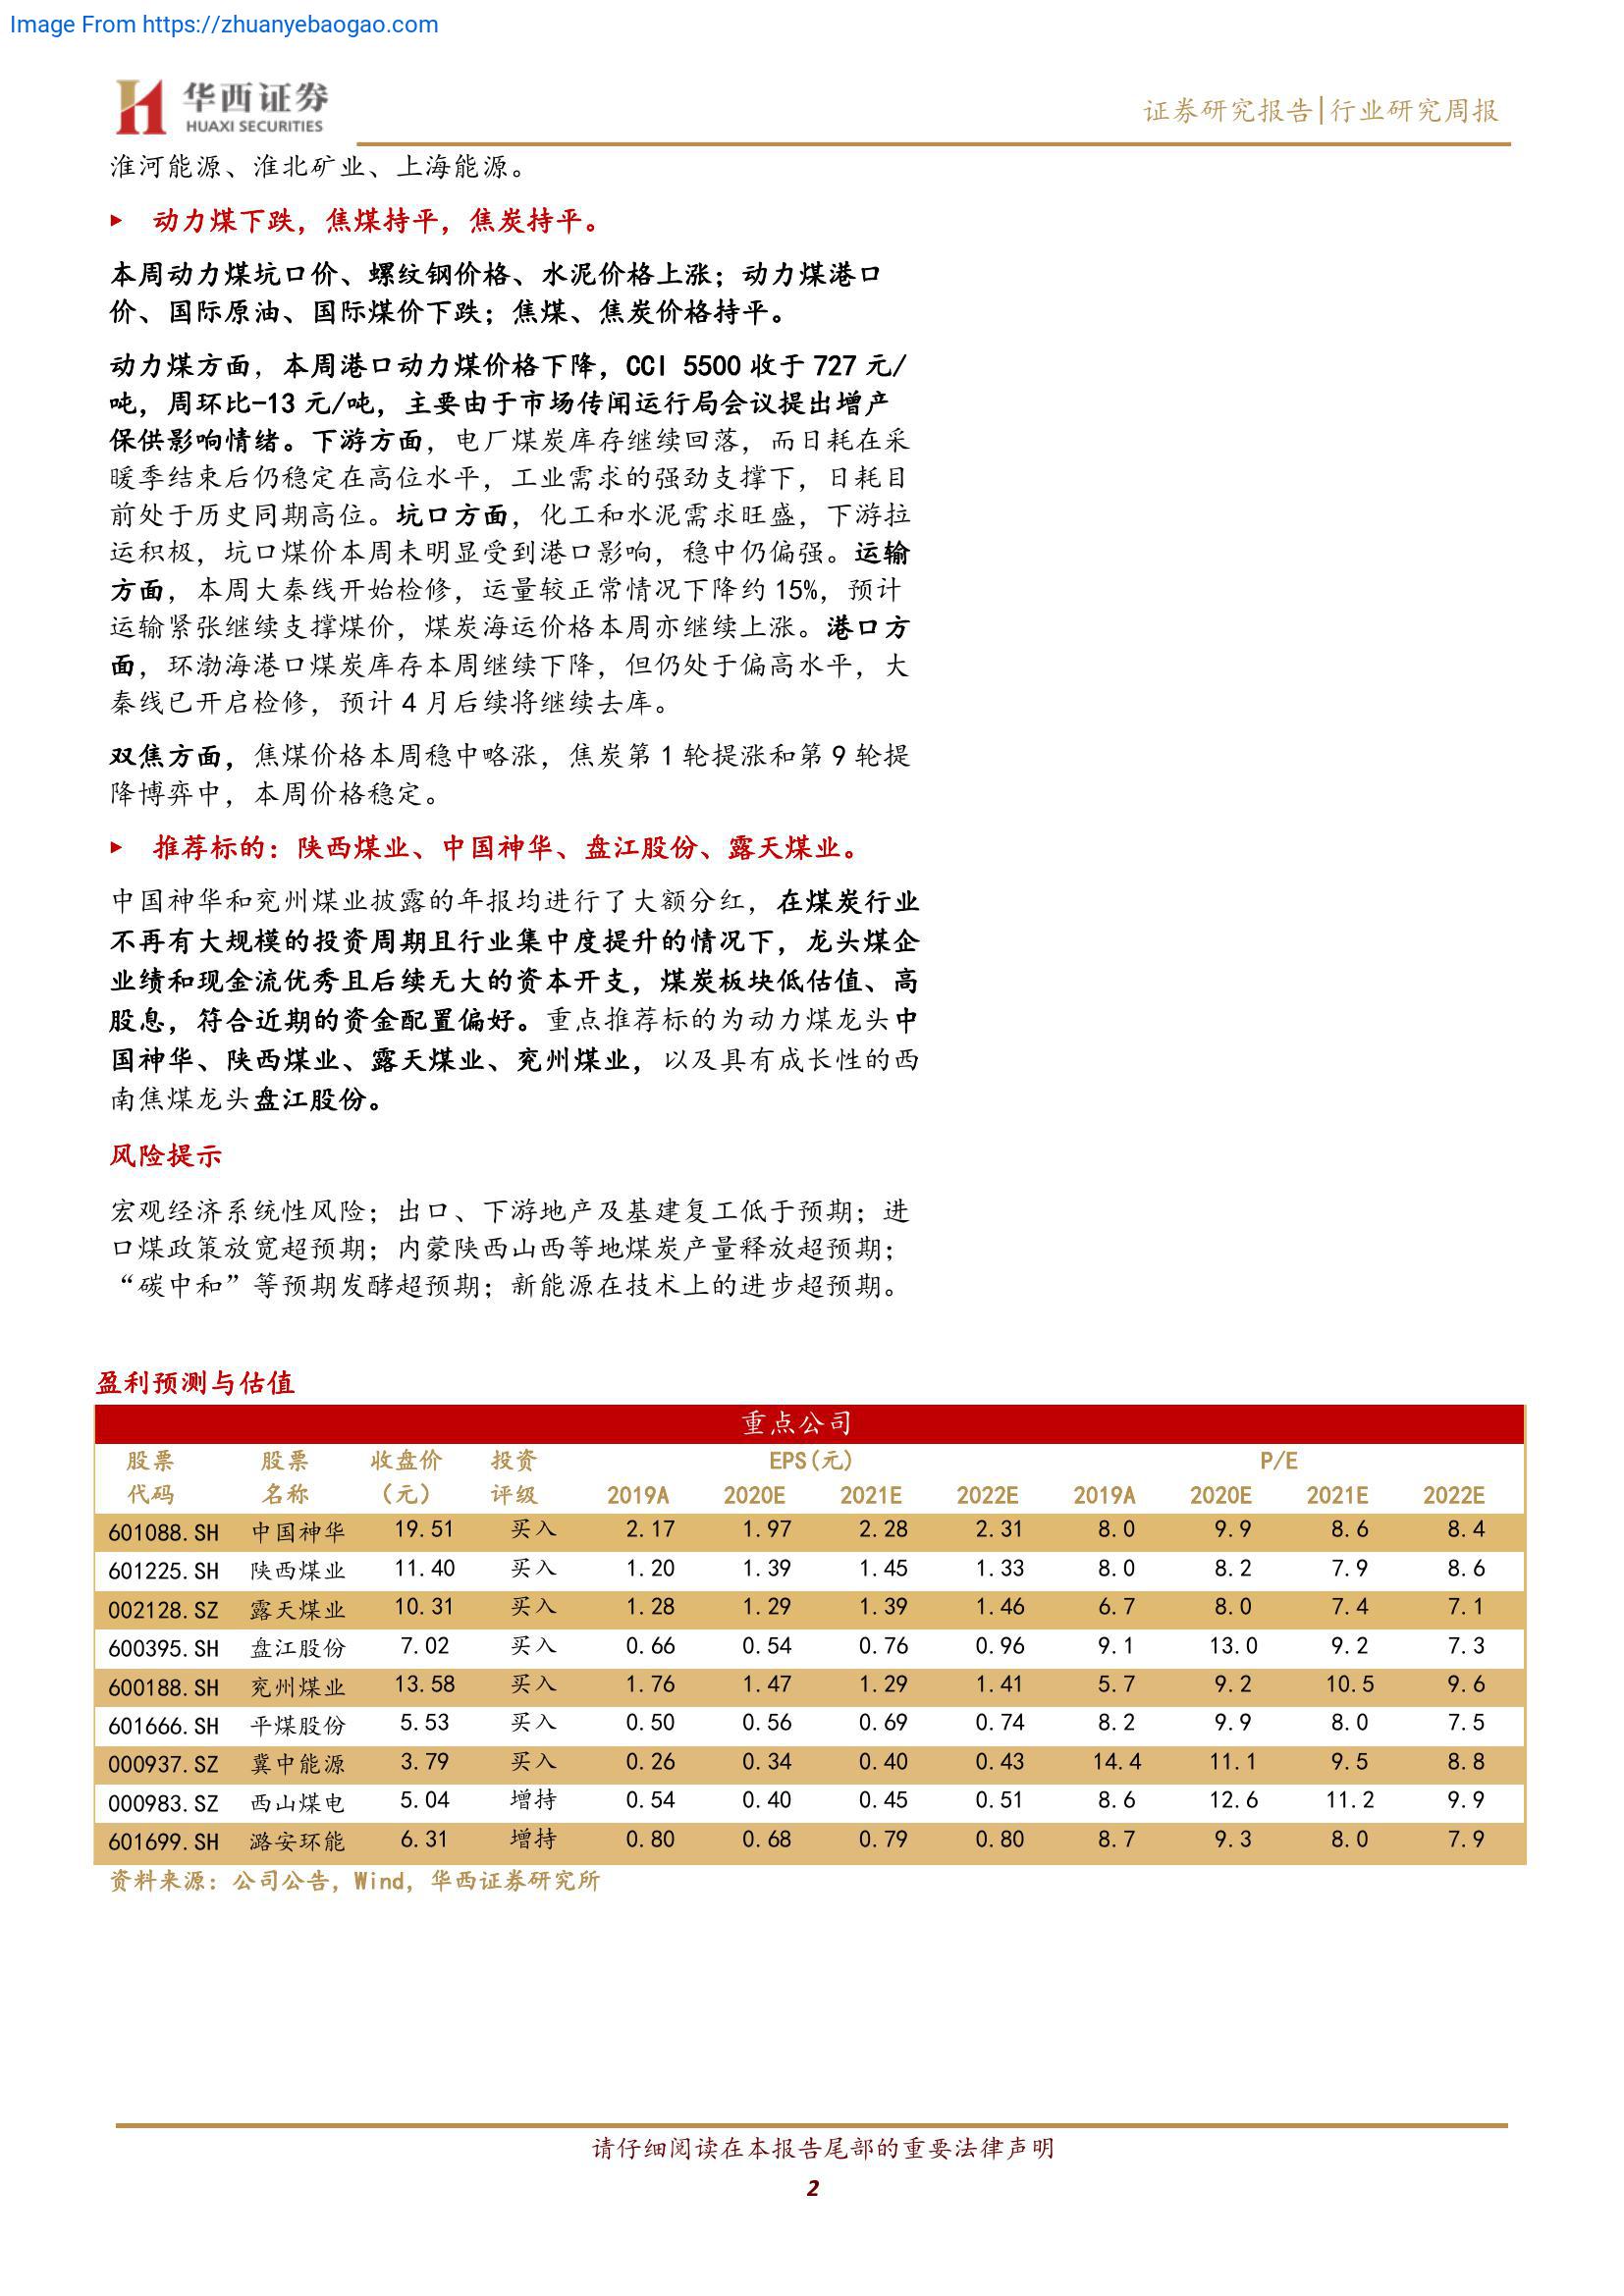 Image From https://zhuanyebaogao.com
华西证券
HUAXI SECURITIES
证券研究报告|行业研究周报
淮河能源、淮北矿业、上海能源。
▸ 动力煤下跌，焦煤持平，焦炭持平。
本周动力煤坑口价、螺纹钢价格、水泥价格上涨；动力煤港口
价、国际原油、国际煤价下跌；焦煤、焦炭价格持平。
动力煤方面，本周港口动力煤价格下降，CCI 5500 收于 727 元/
吨，周环比-13 元/吨，主要由于市场传闻运行局会议提出增产
保供影响情绪。下游方面，电厂煤炭库存继续回落，而日耗在采
暖季结束后仍稳定在高位水平，工业需求的强劲支撑下，日耗目
前处于历史同期高位。坑口方面，化工和水泥需求旺盛，下游拉
运积极，坑口煤价本周未明显受到港口影响，稳中仍偏强。运输
方面，本周大秦线开始检修，运量较正常情况下降约 15%，预计
运输紧张继续支撑煤价，煤炭海运价格本周亦继续上涨。港口方
面，环渤海港口煤炭库存本周继续下降，但仍处于偏高水平，大
秦线已开启检修，预计 4 月后续将继续去库。
双焦方面，焦煤价格本周稳中略涨，焦炭第 1 轮提涨和第 9 轮提
降博弈中，本周价格稳定。
▸ 推荐标的：陕西煤业、中国神华、盘江股份、露天煤业。
中国神华和兖州煤业披露的年报均进行了大额分红，在煤炭行业
不再有大规模的投资周期且行业集中度提升的情况下，龙头煤企
业绩和现金流优秀且后续无大的资本开支，煤炭板块低估值、高
股息，符合近期的资金配置偏好。重点推荐标的为动力煤龙头中
国神华、陕西煤业、露天煤业、兖州煤业，以及具有成长性的西
南焦煤龙头盘江股份。
风险提示
宏观经济系统性风险；出口、下游地产及基建复工低于预期；进
口煤政策放宽超预期；内蒙陕西山西等地煤炭产量释放超预期；
“碳中和”等预期发酵超预期；新能源在技术上的进步超预期。
盈利预测与估值
重点公司
股票 股票 收盘价 投资 EPS(元) P/E
代码 名称 （元） 评级 2019A 2020E 2021E 2022E 2019A 2020E 2021E 2022E
601088.SH 中国神华 19.51 买入 2.17 1.97 2.28 2.31 8.0 9.9 8.6 8.4
601225.SH 陕西煤业 11.40 买入 1.20 1.39 1.45 1.33 8.0 8.2 7.9 8.6
002128.SZ 露天煤业 10.31 买入 1.28 1.29 1.39 1.46 6.7 8.0 7.4 7.1
600395.SH 盘江股份 7.02 买入 0.66 0.54 0.76 0.96 9.1 13.0 9.2 7.3
600188.SH 兖州煤业 13.58 买入 1.76 1.47 1.29 1.41 5.7 9.2 10.5 9.6
601666.SH 平煤股份 5.53 买入 0.50 0.56 0.69 0.74 8.2 9.9 8.0 7.5
000937.SZ 冀中能源 3.79 买入 0.26 0.34 0.40 0.43 14.4 11.1 9.5 8.8
000983.SZ 西山煤电 5.04 增持 0.54 0.40 0.45 0.51 8.6 12.6 11.2 9.9
601699.SH 潞安环能 6.31 增持 0.80 0.68 0.79 0.80 8.7 9.3 8.0 7.9
资料来源：公司公告，Wind，华西证券研究所
请仔细阅读在本报告尾部的重要法律声明
2